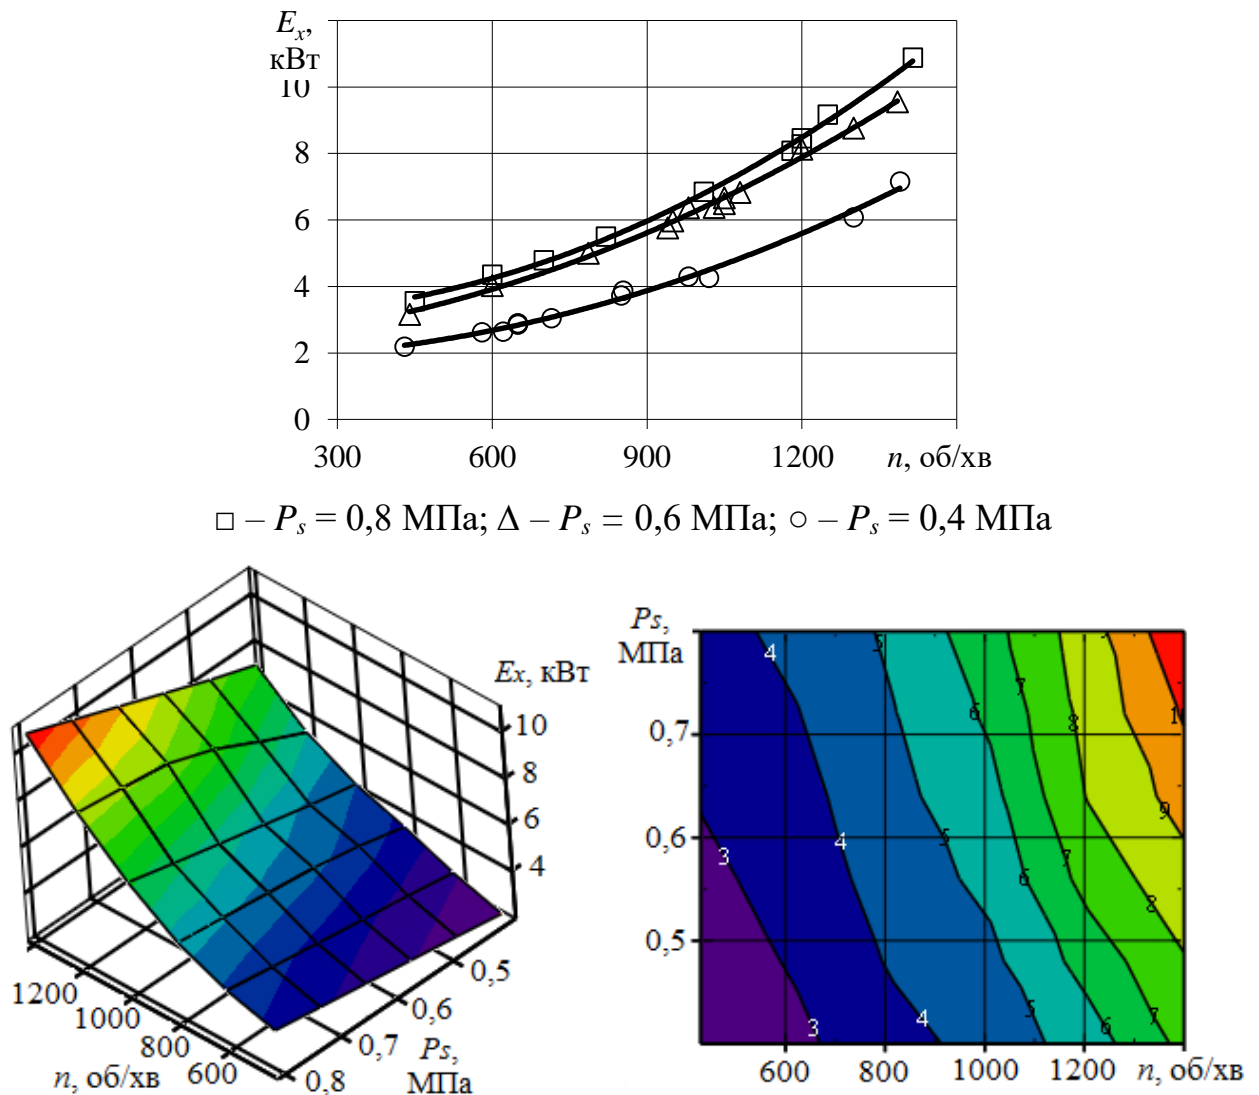 Eₓ,
кВт
10
8
6
4
2
0
300 600 900 1200 n, об/хв
□ – Pₛ = 0,8 МПа; Δ – Pₛ = 0,6 МПа; ○ – Pₛ = 0,4 МПа
Ex, кВт
10
8
6
4
0,5
0,6
0,7
0,8
Ps,
МПа
1200
1000
800
600
n, об/хв
Ps,
МПа
0,7
0,6
0,5
4 5 6 7 8 1
3 4 5 6 7 8 9
3 4 5 6 7
600 800 1000 1200 n, об/хв